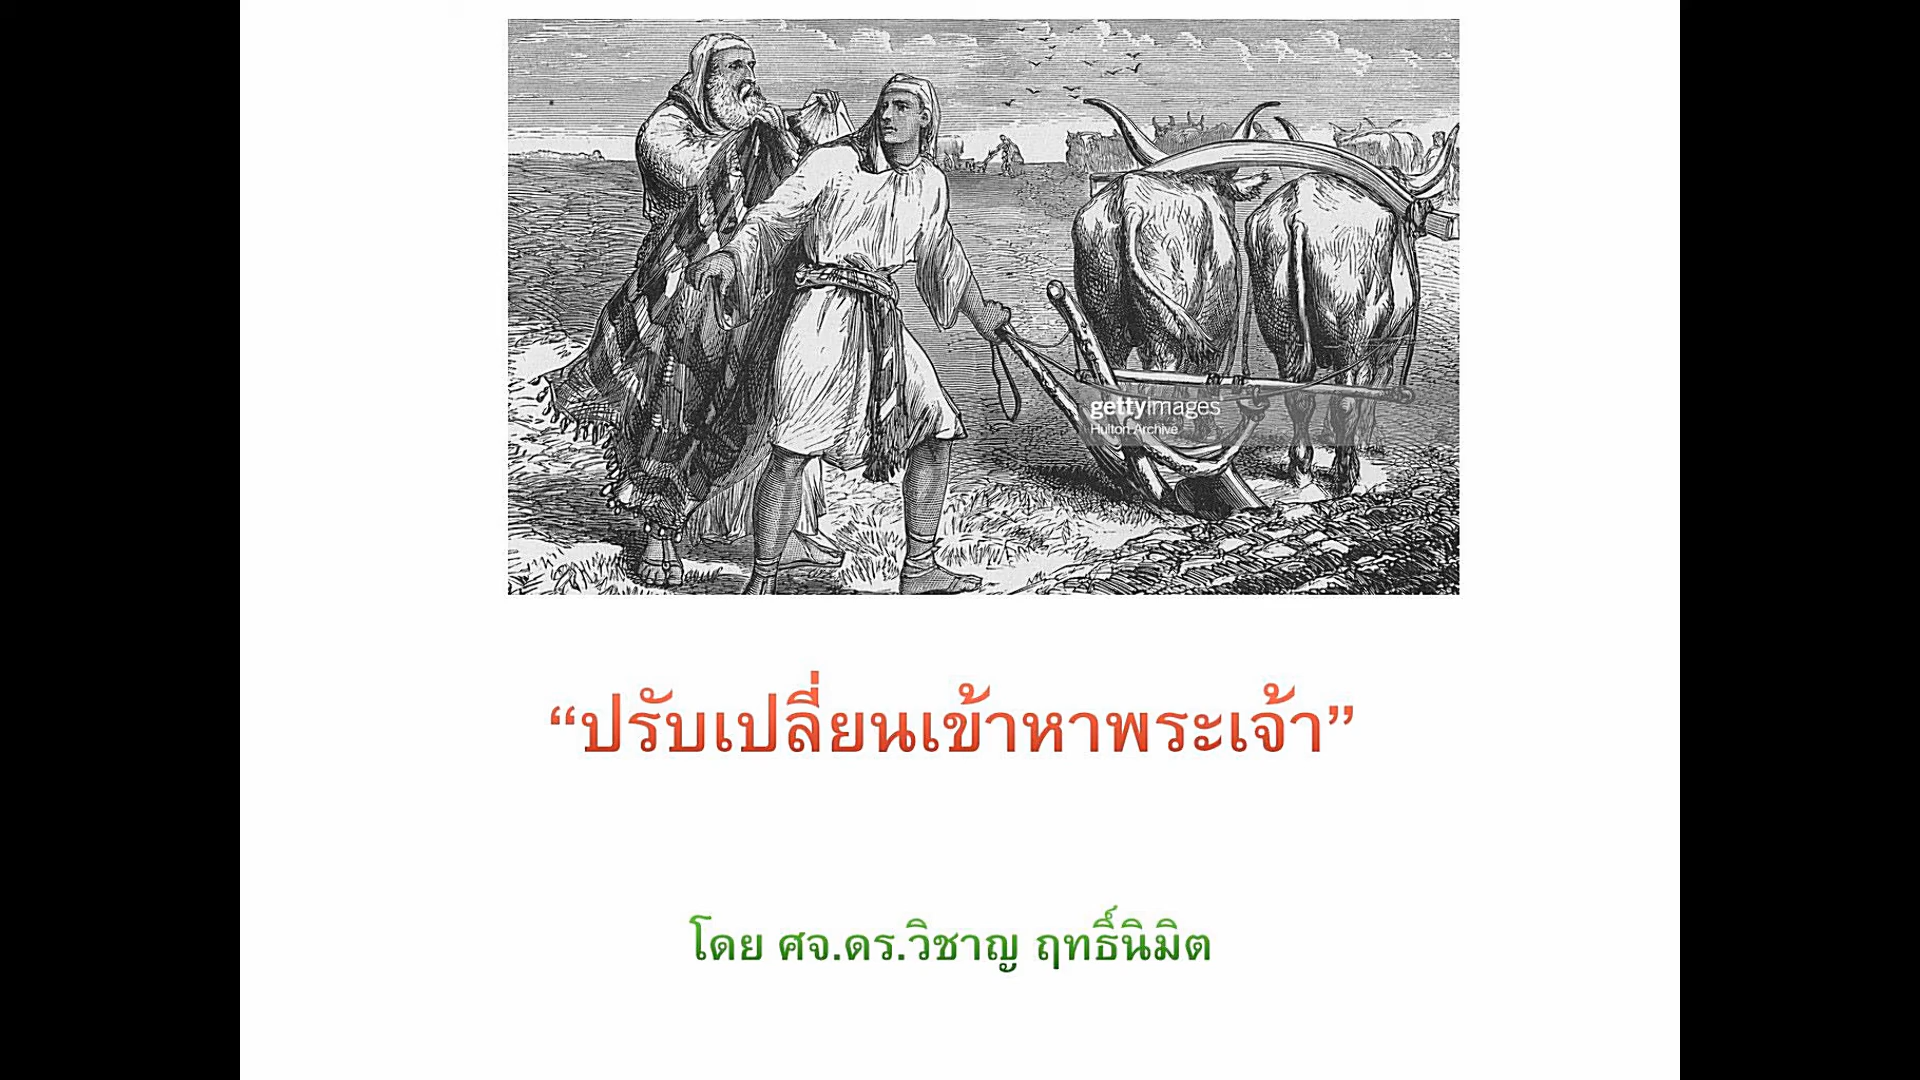 gettyimages
Hulton Archive
“ปรับเปลี่ยนเข้าหาพระเจ้า”
โดย ศจ.ดร.วิชาญ ฤทธิ์นิมิต